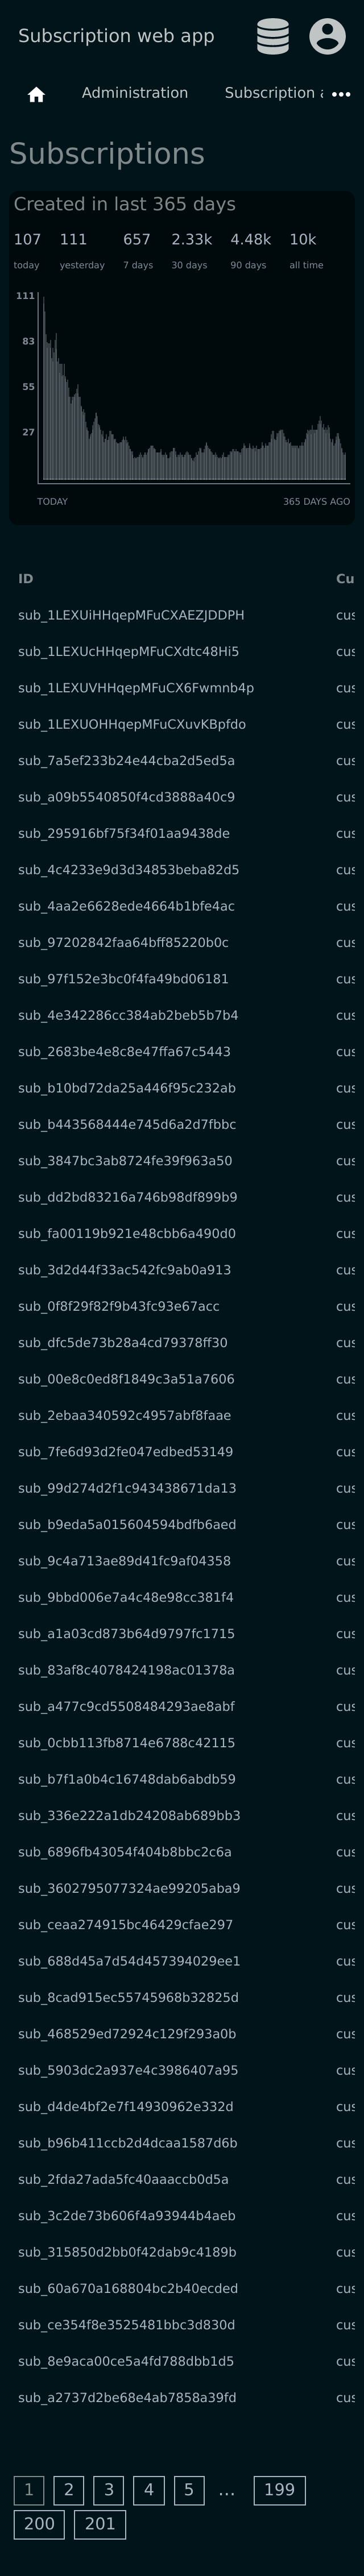 Subscription web app
Administration Subscription a
Subscriptions
Created in last 365 days
107 111 657 2.33k 4.48k 10k
today yesterday 7 days 30 days 90 days all time
111
83
55
27
TODAY 365 DAYS AGO
ID Cu
sub_1LEXUiHHqepMFuCXAEZJDDPH cus
sub_1LEXUcHHqepMFuCXdtc48Hi5 cus
sub_1LEXUVHHqepMFuCX6Fwmnb4p cus
sub_1LEXUOHHqepMFuCXuvKBpfdo cus
sub_7a5ef233b24e44cba2d5ed5a cus
sub_a09b5540850f4cd3888a40c9 cus
sub_295916bf75f34f01aa9438de cus
sub_4c4233e9d3d34853beba82d5 cus
sub_4aa2e6628ede4664b1bfe4ac cus
sub_97202842faa64bff85220b0c cus
sub_97f152e3bc0f4fa49bd06181 cus
sub_4e342286cc384ab2beb5b7b4 cus
sub_2683be4e8c8e47ffa67c5443 cus
sub_b10bd72da25a446f95c232ab cus
sub_b443568444e745d6a2d7fbbc cus
sub_3847bc3ab8724fe39f963a50 cus
sub_dd2bd83216a746b98df899b9 cus
sub_fa00119b921e48cbb6a490d0 cus
sub_3d2d44f33ac542fc9ab0a913 cus
sub_0f8f29f82f9b43fc93e67acc cus
sub_dfc5de73b28a4cd79378ff30 cus
sub_00e8c0ed8f1849c3a51a7606 cus
sub_2ebaa340592c4957abf8faae cus
sub_7fe6d93d2fe047edbed53149 cus
sub_99d274d2f1c943438671da13 cus
sub_b9eda5a015604594bdfb6aed cus
sub_9c4a713ae89d41fc9af04358 cus
sub_9bbd006e7a4c48e98cc381f4 cus
sub_a1a03cd873b64d9797fc1715 cus
sub_83af8c4078424198ac01378a cus
sub_a477c9cd5508484293ae8abf cus
sub_0cbb113fb8714e6788c42115 cus
sub_b7f1a0b4c16748dab6abdb59 cus
sub_336e222a1db24208ab689bb3 cus
sub_6896fb43054f404b8bbc2c6a cus
sub_3602795077324ae99205aba9 cus
sub_ceaa274915bc46429cfae297 cus
sub_688d45a7d54d457394029ee1 cus
sub_8cad915ec55745968b32825d cus
sub_468529ed72924c129f293a0b cus
sub_5903dc2a937e4c3986407a95 cus
sub_d4de4bf2e7f14930962e332d cus
sub_b96b411ccb2d4dcaa1587d6b cus
sub_2fda27ada5fc40aaaccb0d5a cus
sub_3c2de73b606f4a93944b4aeb cus
sub_315850d2bb0f42dab9c4189b cus
sub_60a670a168804bc2b40ecded cus
sub_ce354f8e3525481bbc3d830d cus
sub_8e9aca00ce5a4fd788dbb1d5 cus
sub_a2737d2be68e4ab7858a39fd cus
1 2 3 4 5 … 199
200 201